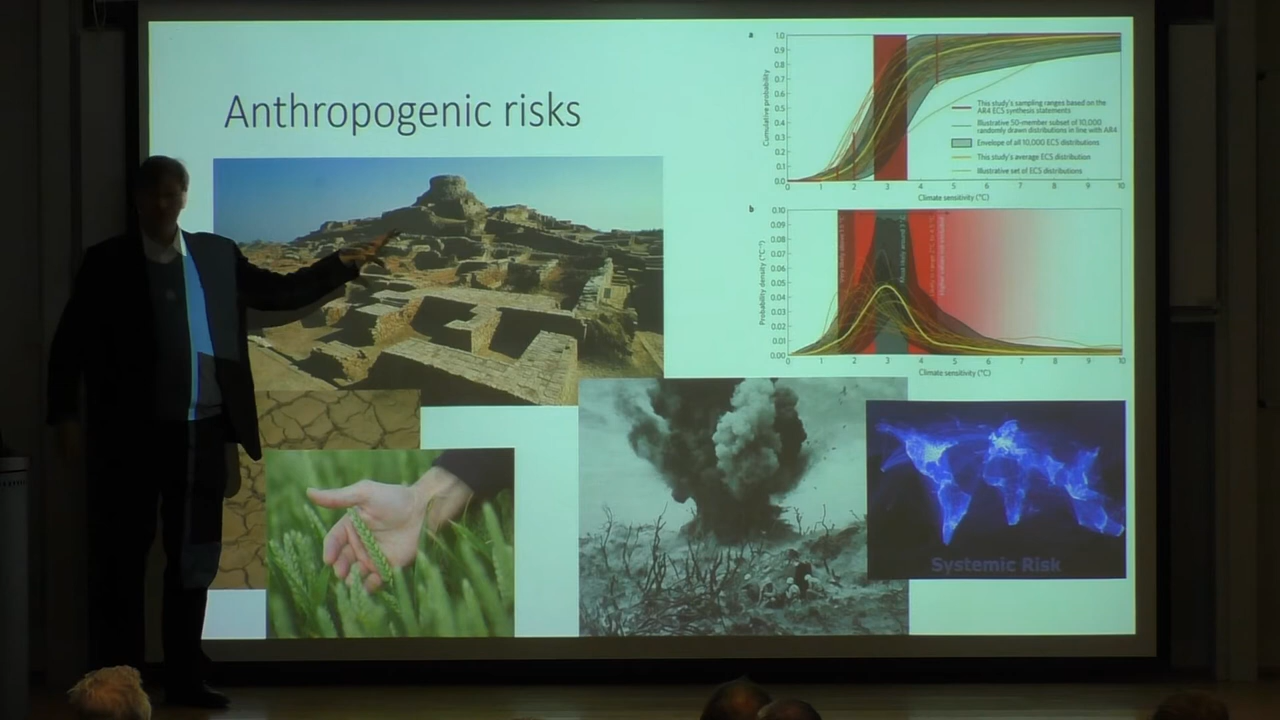 Anthropogenic risks
a
Cumulative probability
1.0
0.9
0.8
0.7
0.6
0.5
0.4
0.3
0.2
0.1
0.0
This study's sampling ranges based on the
AR4 ECS synthesis statements
Illustrative 50-member subset of 10,000
randomly drawn distributions in line with AR4
Envelope of all 10,000 ECS distributions
This study's average ECS distribution
Illustrative set of ECS distributions
0 1 2 3 4 5 6 7 8 9 10
Climate sensitivity (°C)
b
Probability density (°C⁻¹)
0.10
0.09
0.08
0.07
0.06
0.05
0.04
0.03
0.02
0.01
0.00
0 1 2 3 4 5 6 7 8 9 10
Climate sensitivity (°C)
Systemic Risk